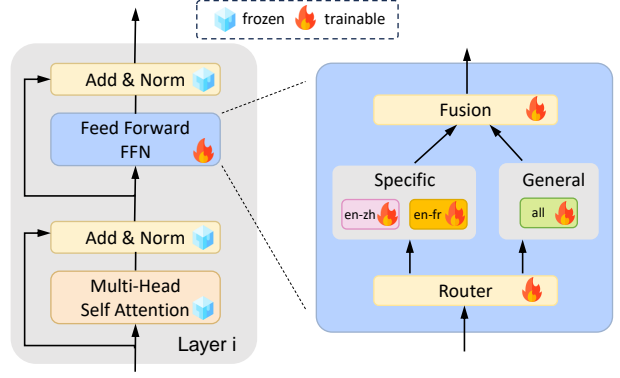 frozen
trainable
Add & Norm
Feed Forward
FFN
Add & Norm
Multi-Head
Self Attention
Layer i
Fusion
Specific
General
en-zh
en-fr
all
Router